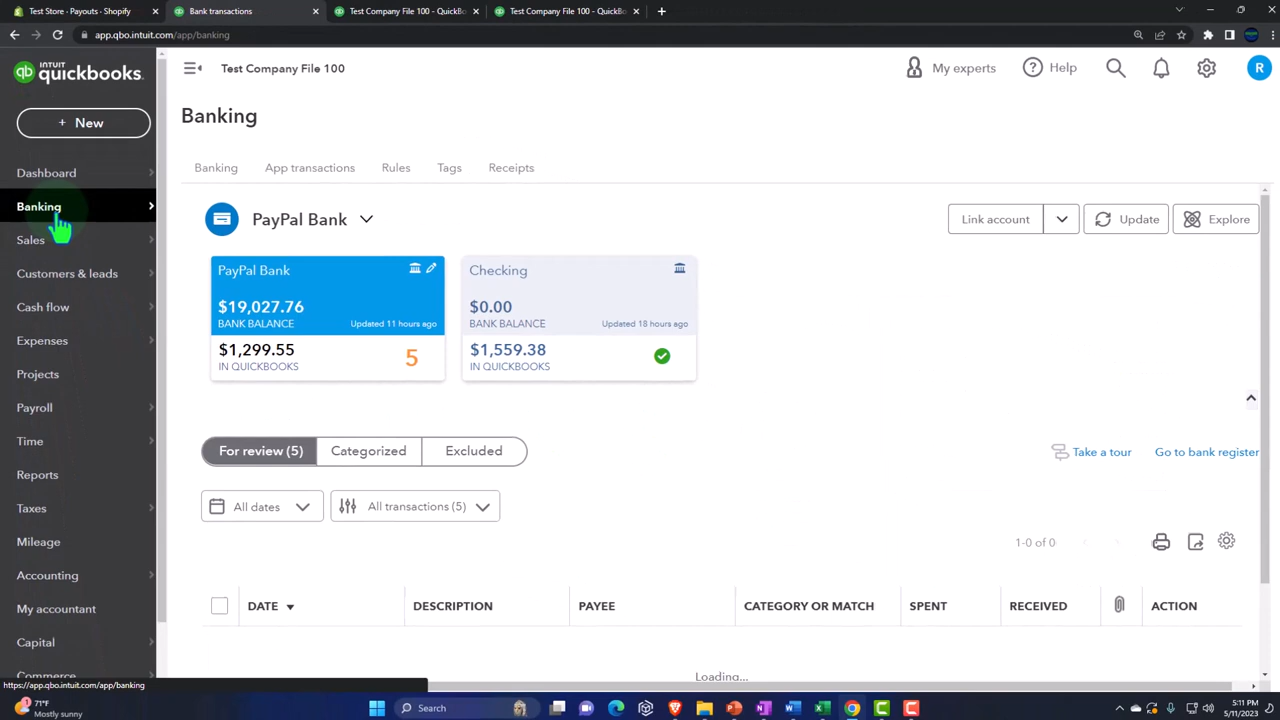 Test Store - Payouts - Shopify
Bank transactions
Test Company File 100 - QuickBo
Test Company File 100 - QuickBo
app.qbo.intuit.com/app/banking
INTUIT
quickbooks.
Test Company File 100
My experts
Help
R
+ New
Banking
Dashboard
Banking
Sales
Customers & leads
Cash flow
Expenses
Projects
Payroll
Time
Reports
Taxes
Mileage
Accounting
My accountant
Capital
Commerce
Banking
App transactions
Rules
Tags
Receipts
PayPal Bank
Link account
Update
Explore
PayPal Bank
$19,027.76
BANK BALANCE
Updated 11 hours ago
$1,299.55
IN QUICKBOOKS
5
Checking
$0.00
BANK BALANCE
Updated 18 hours ago
$1,559.38
IN QUICKBOOKS
For review (5)
Categorized
Excluded
Take a tour
Go to bank register
All dates
All transactions (5)
1-0 of 0
DATE
DESCRIPTION
PAYEE
CATEGORY OR MATCH
SPENT
RECEIVED
ACTION
Loading...
https://app.qbo.intuit.com/app/banking
71°F
Mostly sunny
Search
5:11 PM
5/11/2023